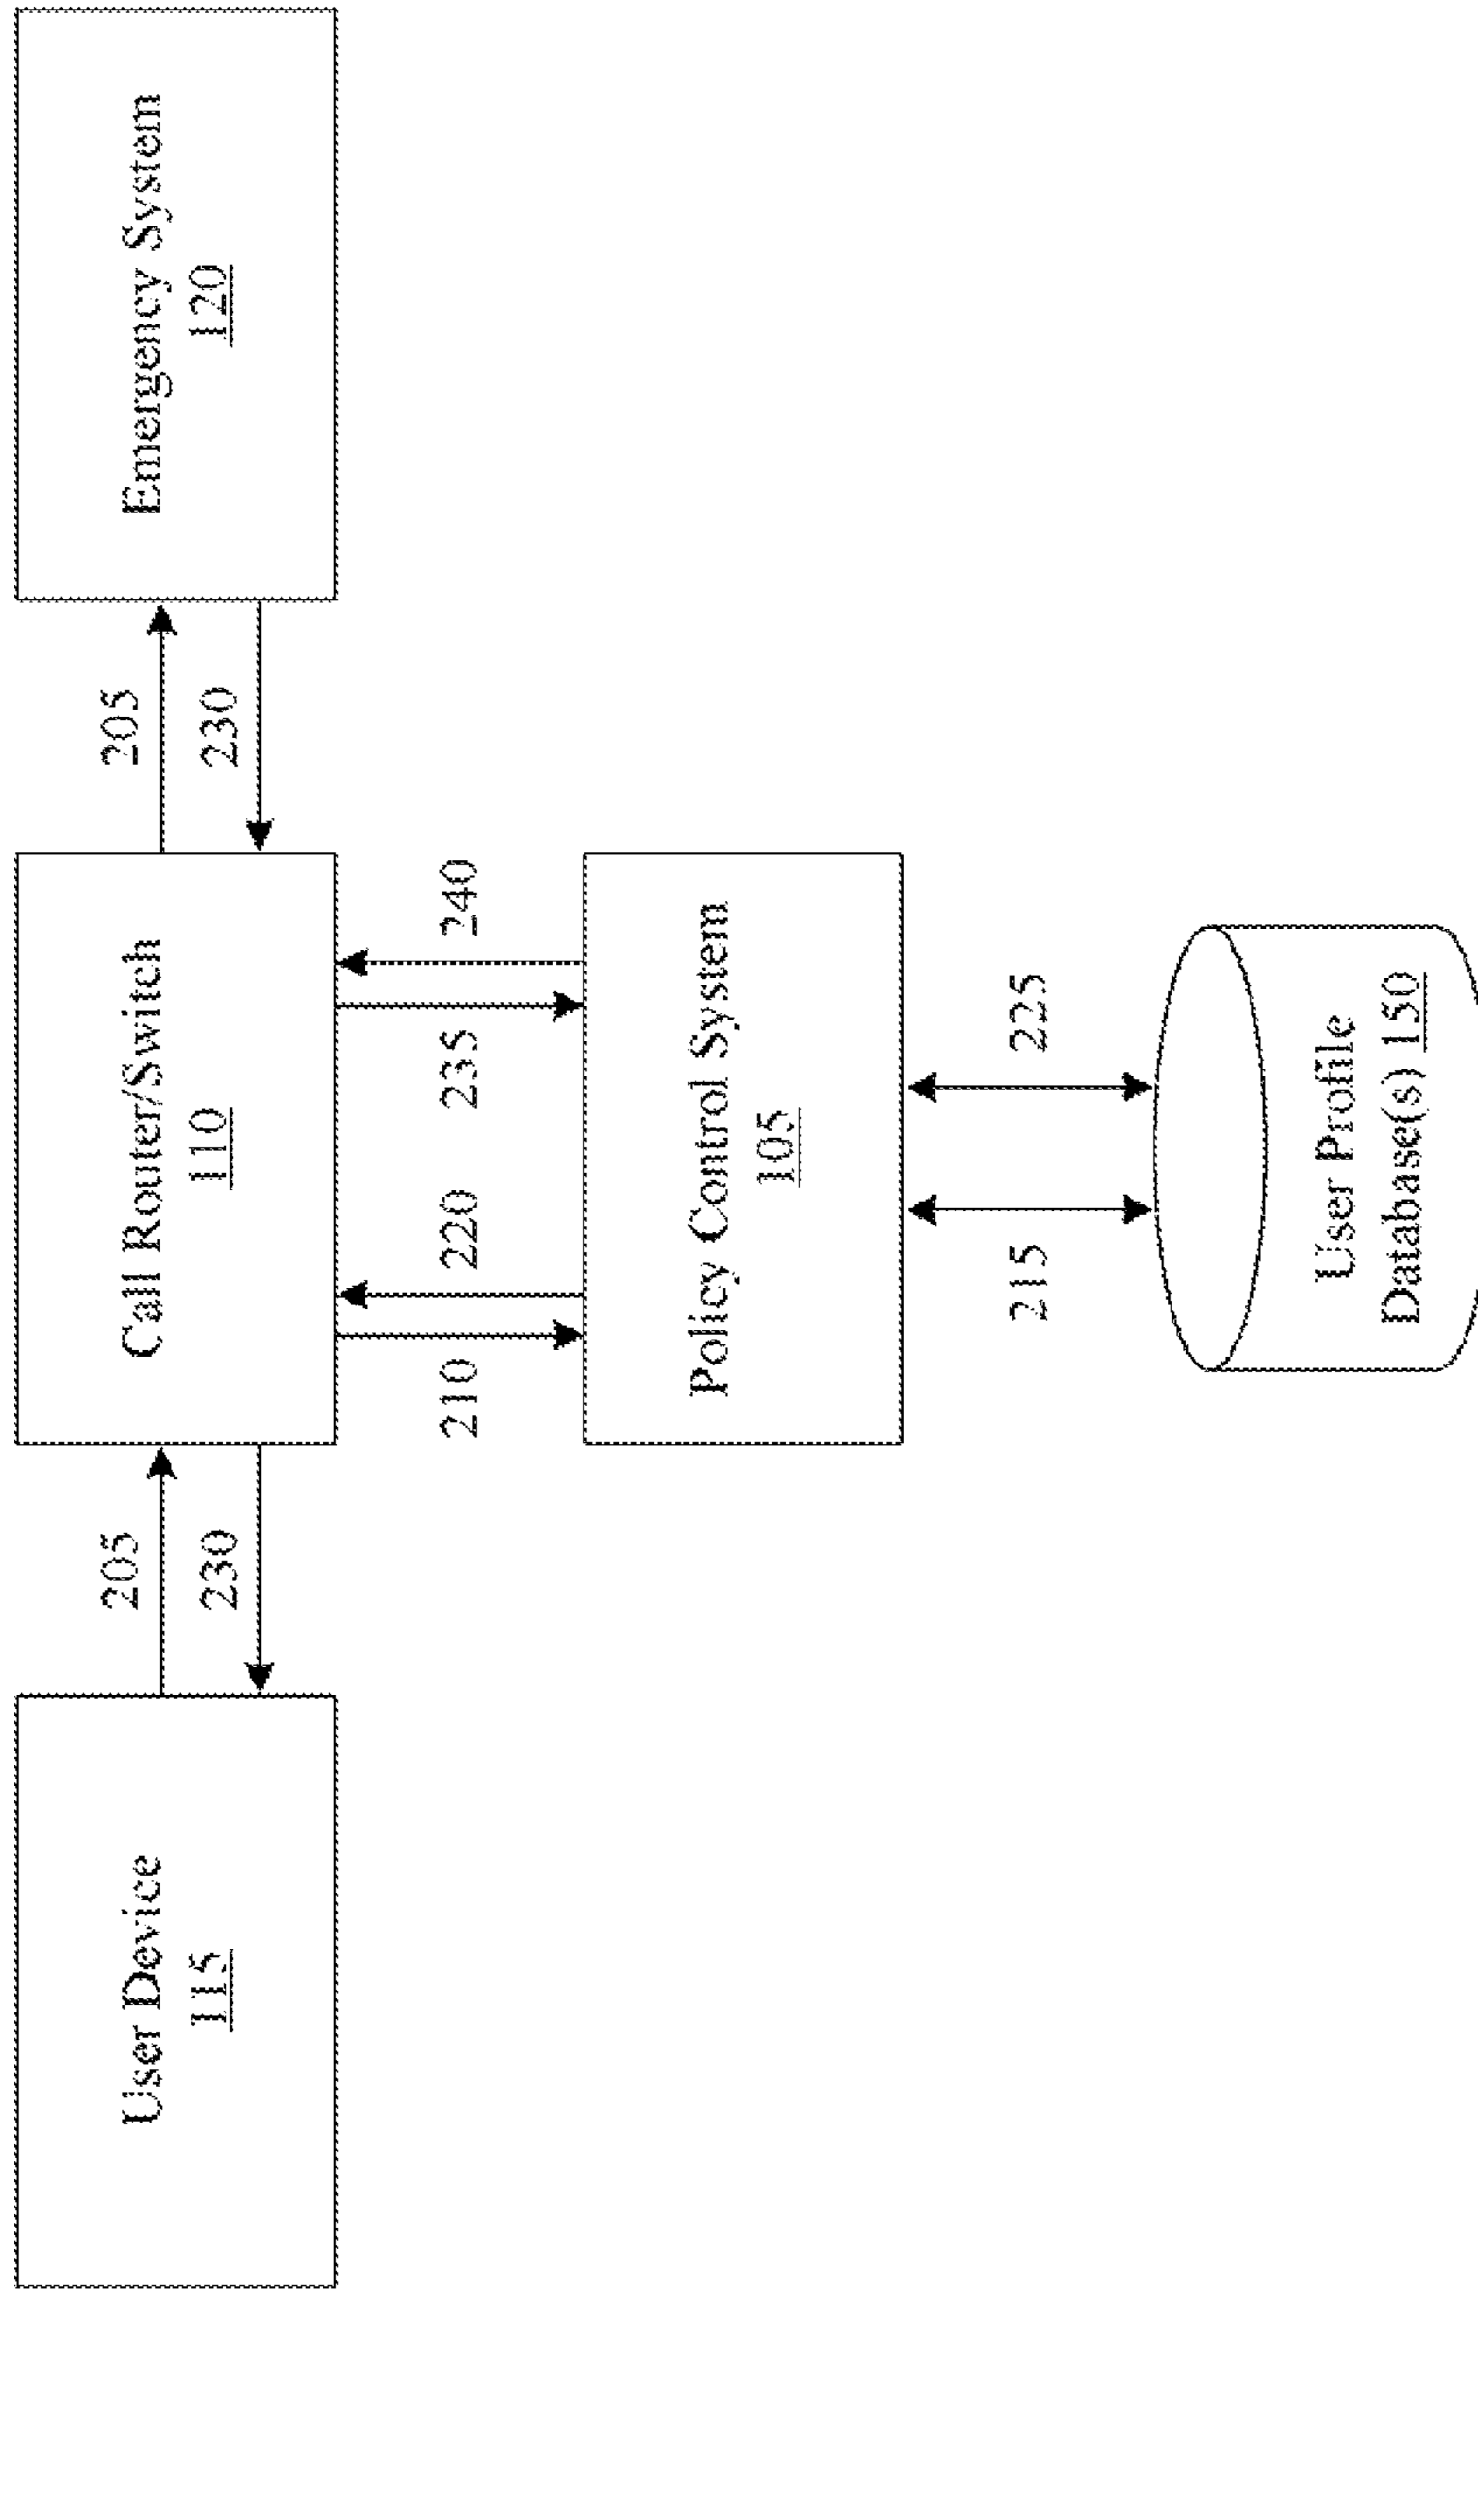 User Device
115
205
230
Call Router/Switch
110
205
230
Emergency System
120
210
220
235
240
Policy Control System
105
215
225
User Profile
Database(s) 150